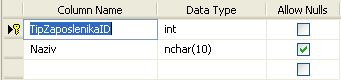 Column Name Data Type Allow Nulls
TipZaposlenikaID int
Naziv nchar(10)